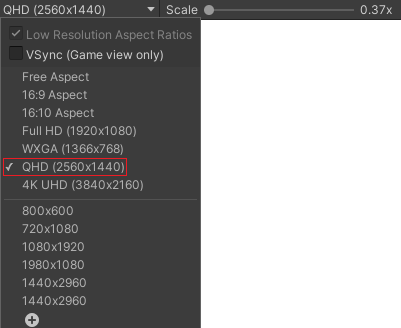 QHD (2560x1440) Scale 0.37x
Low Resolution Aspect Ratios
VSync (Game view only)
Free Aspect
16:9 Aspect
16:10 Aspect
Full HD (1920x1080)
WXGA (1366x768)
QHD (2560x1440)
4K UHD (3840x2160)
800x600
720x1080
1080x1920
1980x1080
1440x2960
1440x2960